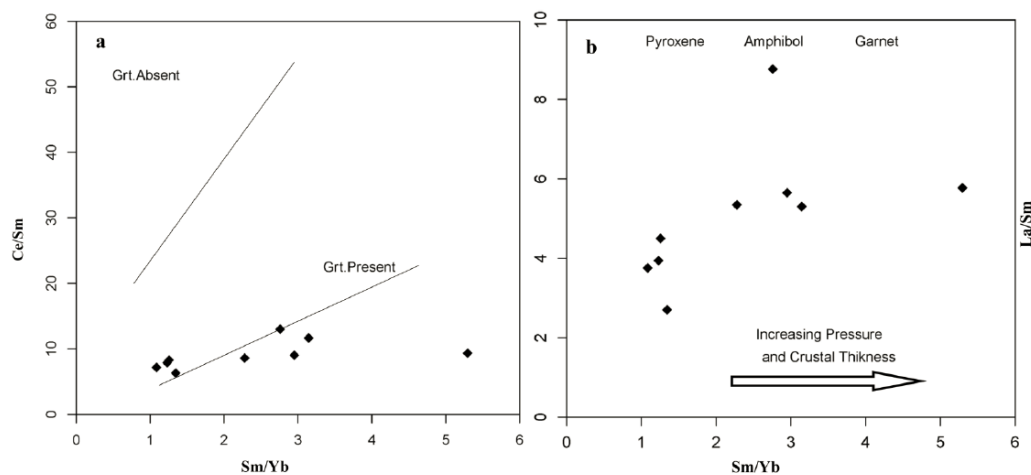 a
Grt.Absent
Grt.Present
60
50
40
30
20
10
0
Ce/Sm
0 1 2 3 4 5 6
Sm/Yb
b
Pyroxene Amphibol Garnet
10
8
6
4
2
0
La/Sm
Increasing Pressure
and Crustal Thikness
0 1 2 3 4 5 6
Sm/Yb